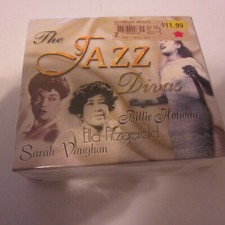 The
JAZZ
Divas
$11.99
Billie Holiday
Ella Fitzgerald
Sarah Vaughan